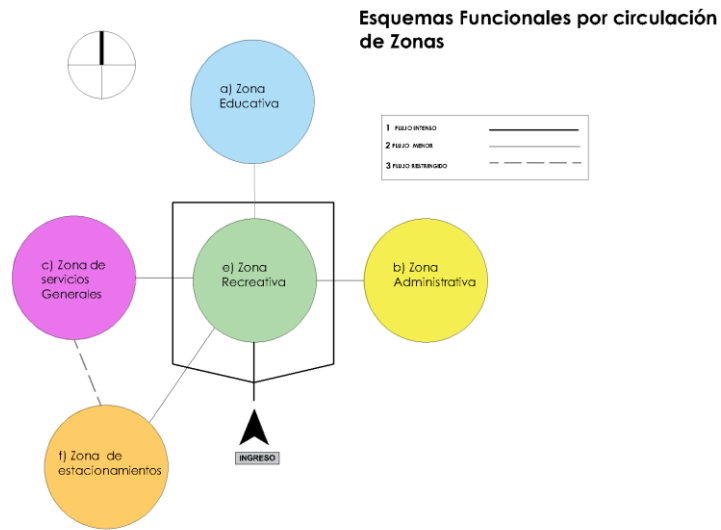 Esquemas Funcionales por circulación
de Zonas
a) Zona
Educativa
1 FLUJO INTENSO
2 FLUJO MENOR
3 FLUJO RESTRINGIDO
c) Zona de
servicios
Generales
e) Zona
Recreativa
b) Zona
Administrativa
f) Zona de
estacionamientos
INGRESO